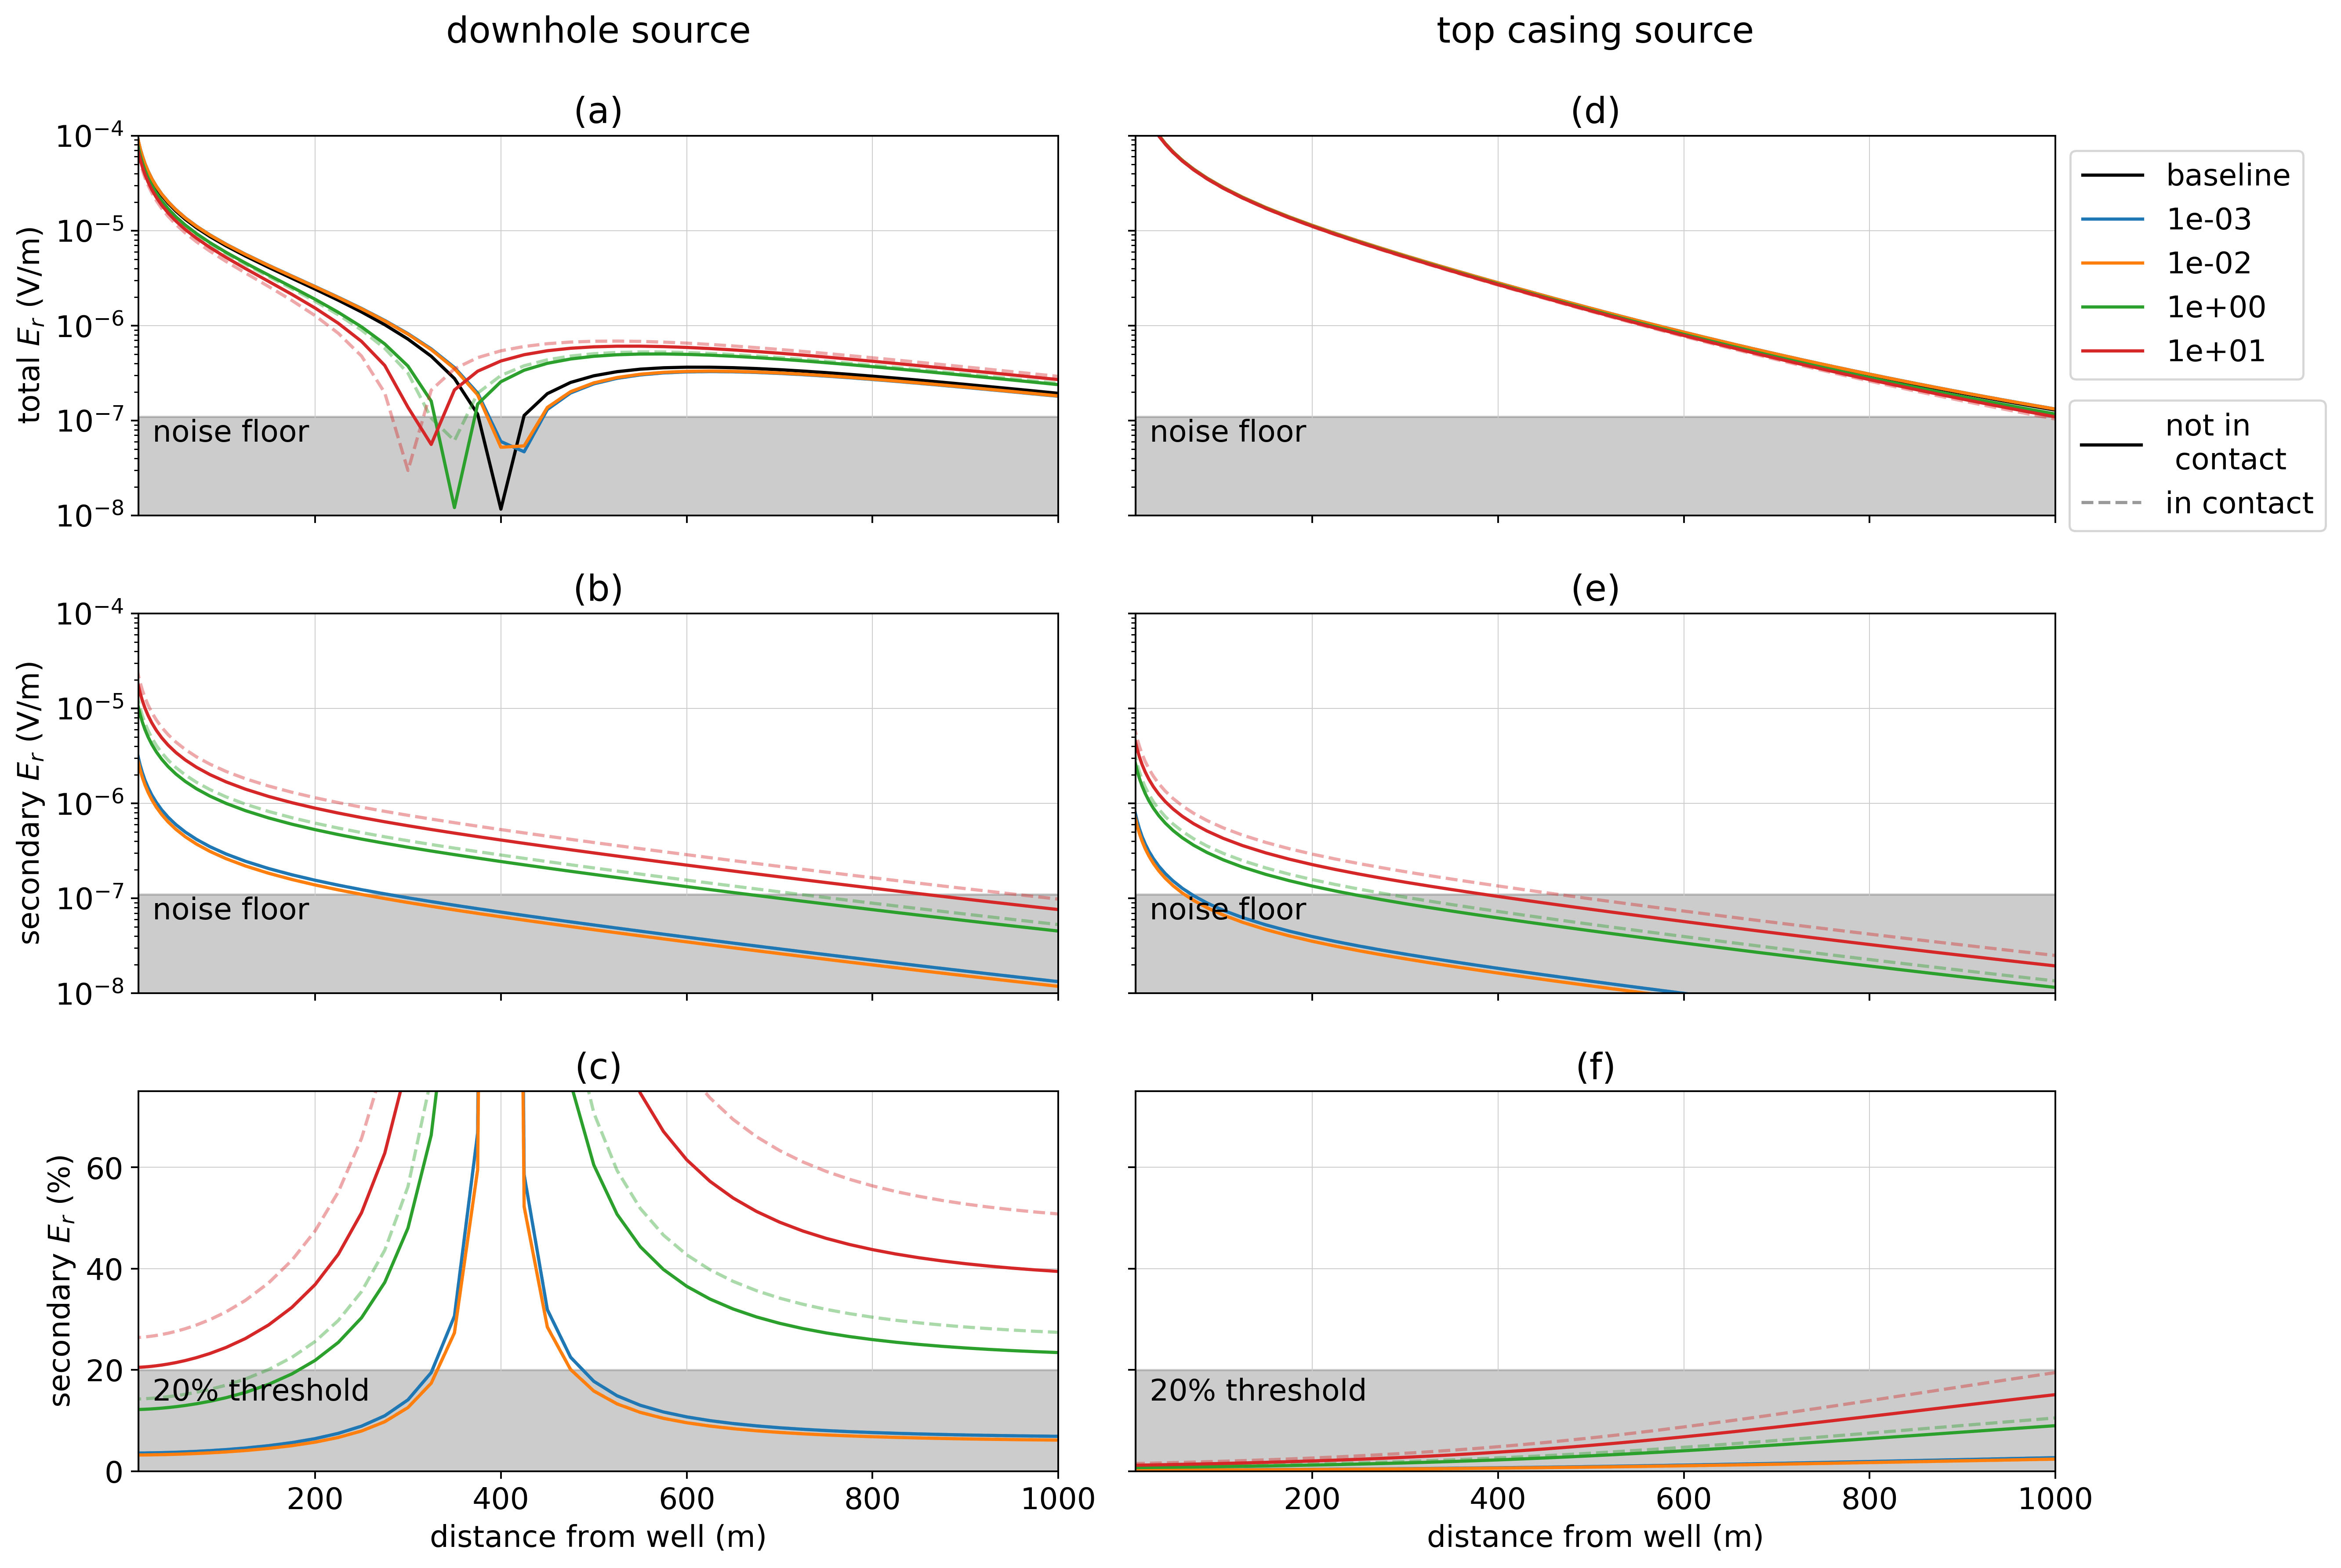 downhole source
top casing source
(a)
(d)
10⁻⁴
10⁻⁵
10⁻⁶
10⁻⁷
10⁻⁸
total Eᵣ (V/m)
noise floor
noise floor
baseline
1e-03
1e-02
1e+00
1e+01
not in
contact
in contact
(b)
(e)
10⁻⁴
10⁻⁵
10⁻⁶
10⁻⁷
10⁻⁸
secondary Eᵣ (V/m)
noise floor
noise floor
(c)
(f)
60
40
20
0
secondary Eᵣ (%)
20% threshold
20% threshold
200 400 600 800 1000
200 400 600 800 1000
distance from well (m)
distance from well (m)